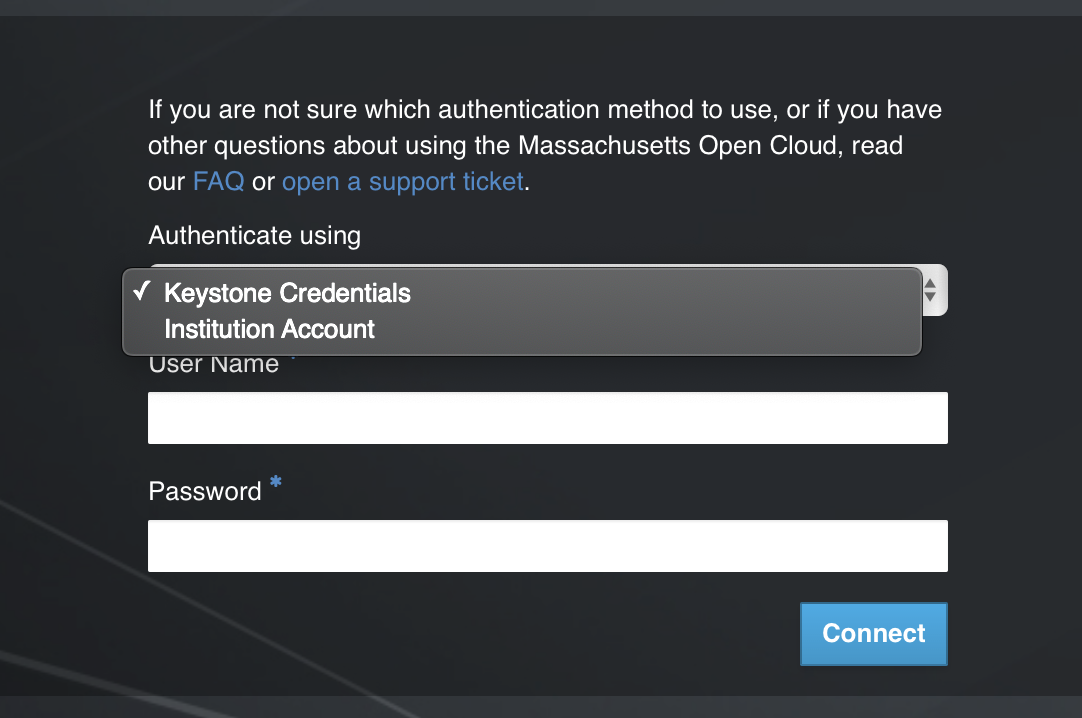 If you are not sure which authentication method to use, or if you have
other questions about using the Massachusetts Open Cloud, read
our FAQ or open a support ticket.
Authenticate using
✓ Keystone Credentials
Institution Account
User Name *
Password *
Connect